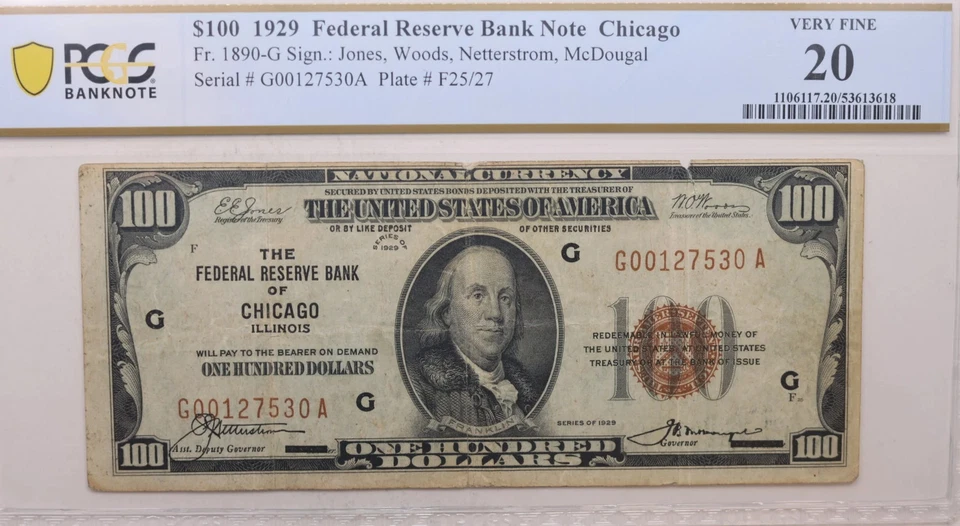 $100 1929 Federal Reserve Bank Note Chicago
Fr. 1890-G Sign.: Jones, Woods, Netterstrom, McDougal
Serial # G00127530A Plate # F25/27
PCGS
BANKNOTE
VERY FINE
20
1106117.20/53613618
NATIONAL CURRENCY
SECURED BY UNITED STATES BONDS DEPOSITED WITH THE TREASURER OF
THE UNITED STATES OF AMERICA
OR BY LIKE DEPOSIT OF OTHER SECURITIES
100
100
E.E. Jones
Register of the Treasury
W.O. Woods
Treasurer of the United States
SERIES OF
1929
F
THE
FEDERAL RESERVE BANK
OF
CHICAGO
ILLINOIS
G
G00127530 A
G
WILL PAY TO THE BEARER ON DEMAND
ONE HUNDRED DOLLARS
100
REDEEMABLE IN LAWFUL MONEY OF
THE UNITED STATES AT UNITED STATES
TREASURY OR AT THE BANK OF ISSUE
G
F
G00127530 A
G
FRANKLIN
SERIES OF 1929
Asst. Deputy Governor
Governor
100
ONE HUNDRED
DOLLARS
100